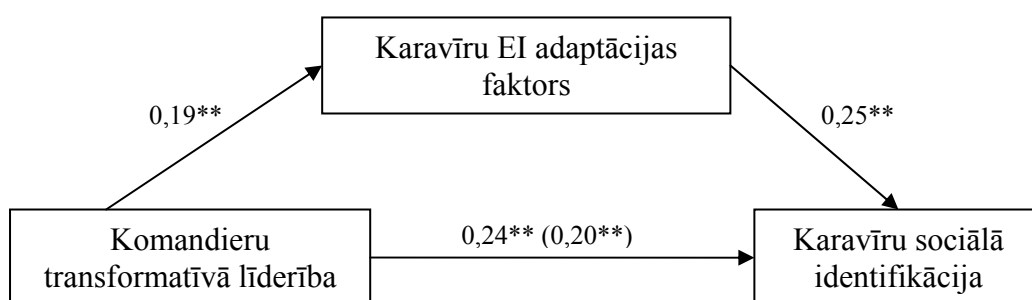 Karavīru EI adaptācijas
faktors
0,19**
0,25**
0,24** (0,20**)
Komandieru
transformatīvā līderība
Karavīru sociālā
identifikācija